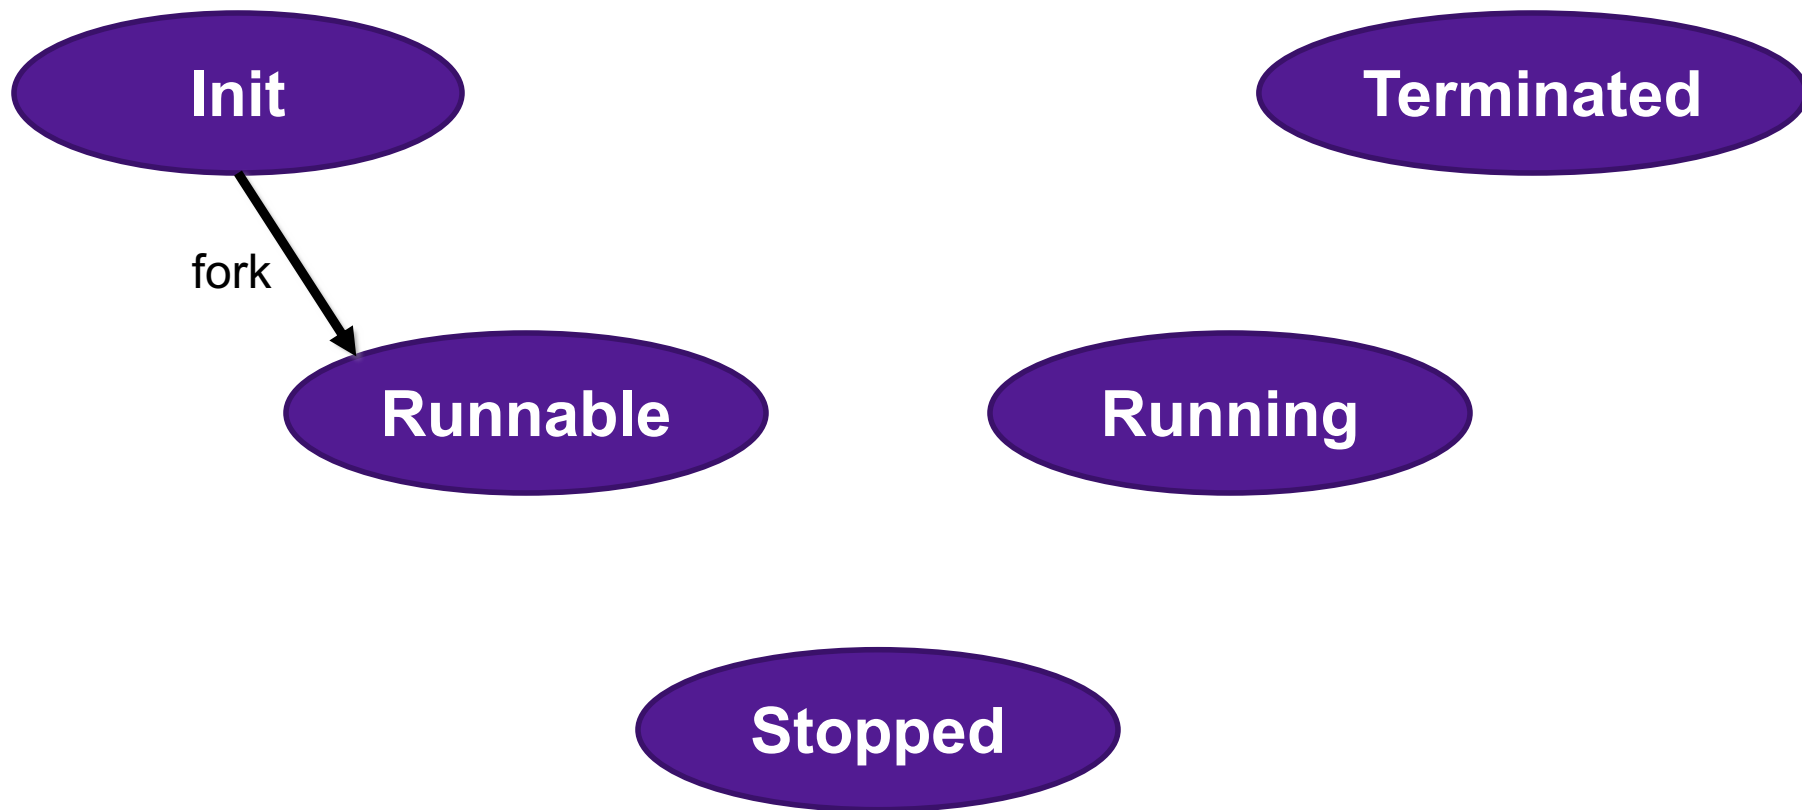 Init
Terminated
fork
Runnable
Running
Stopped